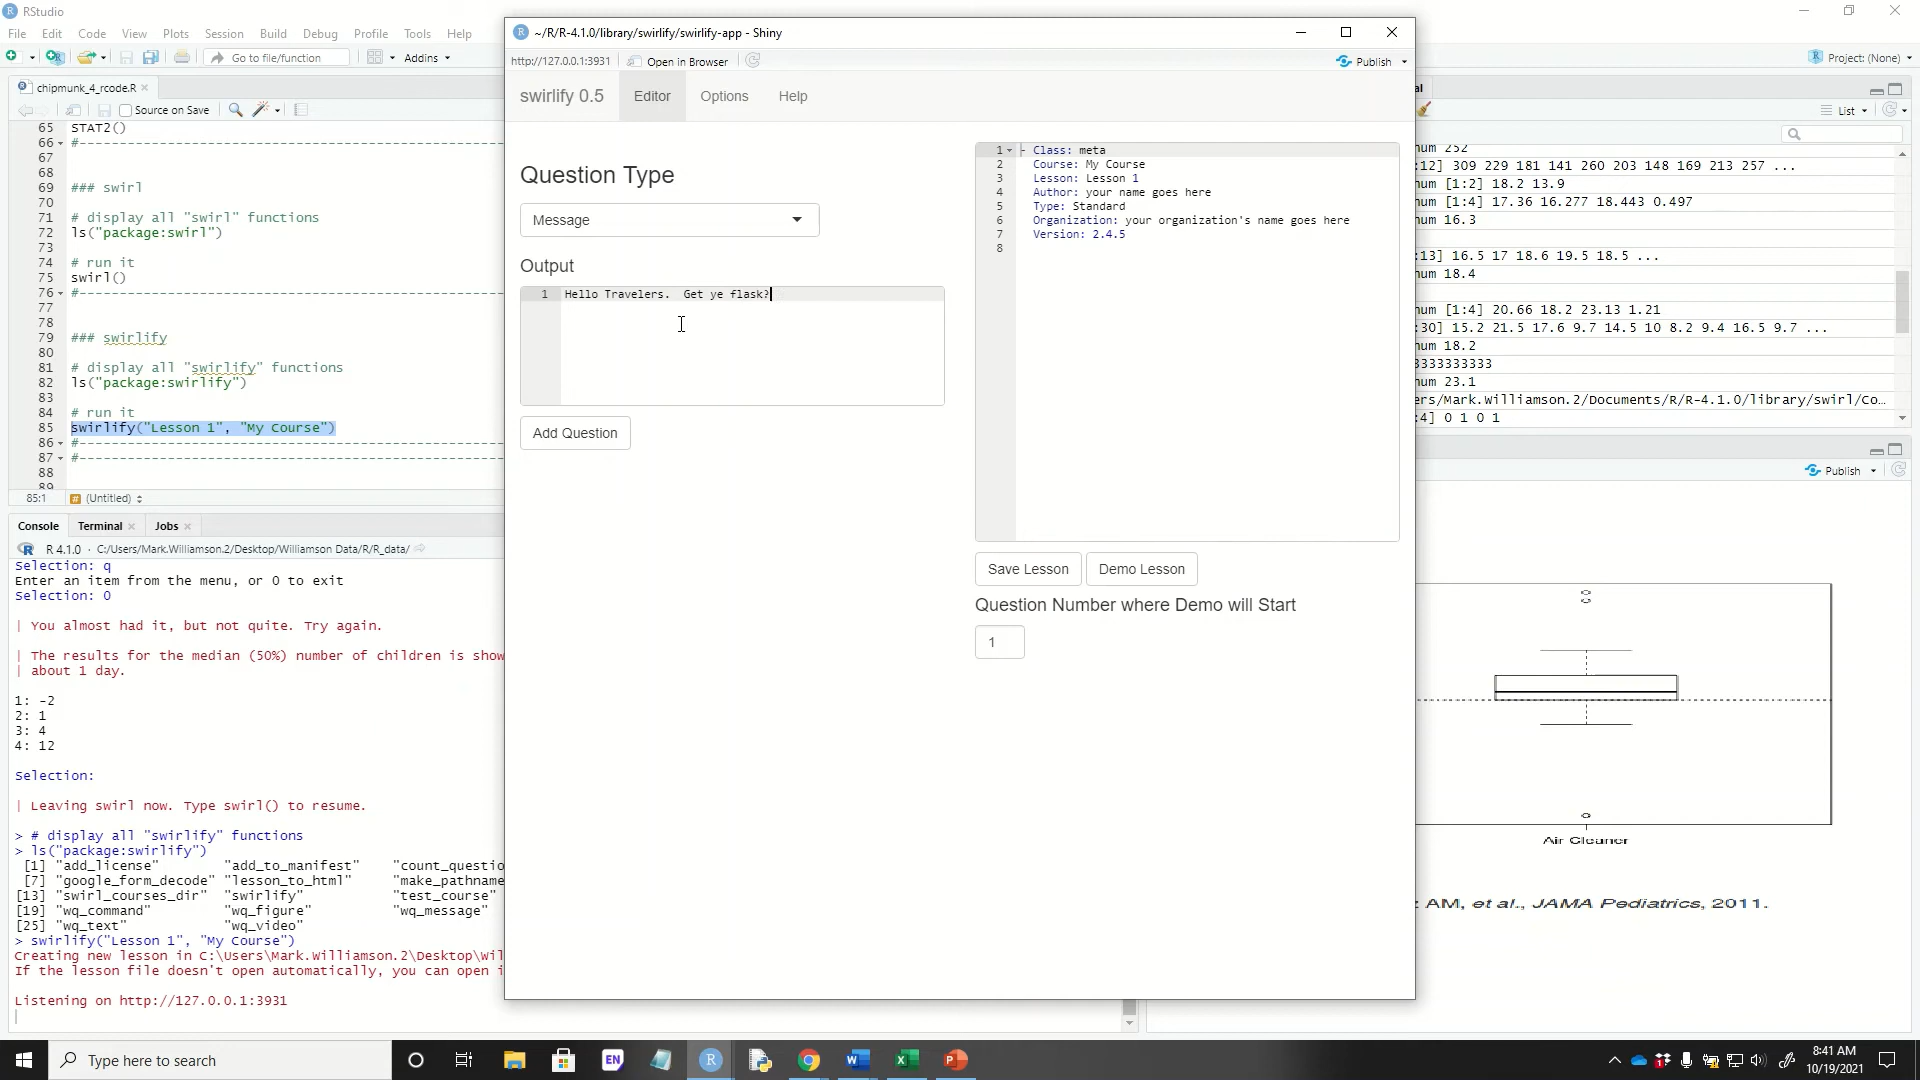 RStudio
File Edit Code View Plots Session Build Debug Profile Tools Help
Go to file/function
Addins
Project: (None)
chipmunk_4_rcode.R
Source on Save
65 STAT2()
66 #----------------------------------------------------
67
68
69 ### swirl
70
71 # display all "swirl" functions
72 ls("package:swirl")
73
74 # run it
75 swirl()
76 #----------------------------------------------------
77
78
79 ### swirlify
80
81 # display all "swirlify" functions
82 ls("package:swirlify")
83
84 # run it
85 swirlify("Lesson 1", "My Course")
86 #----------------------------------------------------
87 #----------------------------------------------------
88
89
85:1 (Untitled)
Console Terminal Jobs
R 4.1.0 · C:/Users/Mark.Williamson.2/Desktop/Williamson Data/R/R_data/
Selection: q
Enter an item from the menu, or 0 to exit
Selection: 0
| You almost had it, but not quite. Try again.
| The results for the median (50%) number of children is show
| about 1 day.
1: -2
2: 1
3: 4
4: 12
Selection:
| Leaving swirl now. Type swirl() to resume.
> # display all "swirlify" functions
> ls("package:swirlify")
[1] "add_license" "add_to_manifest" "count_questio
[7] "google_form_decode" "lesson_to_html" "make_pathname
[13] "swirl_courses_dir" "swirlify" "test_course"
[19] "wq_command" "wq_figure" "wq_message"
[25] "wq_text" "wq_video"
> swirlify("Lesson 1", "My Course")
Creating new lesson in C:\Users\Mark.Williamson.2\Desktop\Wil
If the lesson file doesn't open automatically, you can open i
Listening on http://127.0.0.1:3931
~/R/R-4.1.0/library/swirlify/swirlify-app - Shiny
http://127.0.0.1:3931 Open in Browser Publish
swirlify 0.5 Editor Options Help
Question Type
Message
Output
1 Hello Travelers.  Get ye flask?
Add Question
1 - Class: meta
2 Course: My Course
3 Lesson: Lesson 1
4 Author: your name goes here
5 Type: Standard
6 Organization: your organization's name goes here
7 Version: 2.4.5
8
Save Lesson Demo Lesson
Question Number where Demo will Start
1
al
List
num 252
:12] 309 229 181 141 260 203 148 169 213 257 ...
num [1:2] 18.2 13.9
num [1:4] 17.36 16.277 18.443 0.497
num 16.3
:13] 16.5 17 18.6 19.5 18.5 ...
num 18.4
num [1:4] 20.66 18.2 23.13 1.21
:30] 15.2 21.5 17.6 9.7 14.5 10 8.2 9.4 16.5 9.7 ...
num 18.2
3333333333
num 23.1
ers/Mark.Williamson.2/Documents/R/R-4.1.0/library/swirl/Co...
:4] 0 1 0 1
Publish
Air Cleaner
z AM, et al., JAMA Pediatrics, 2011.
Type here to search
EN
8:41 AM
10/19/2021